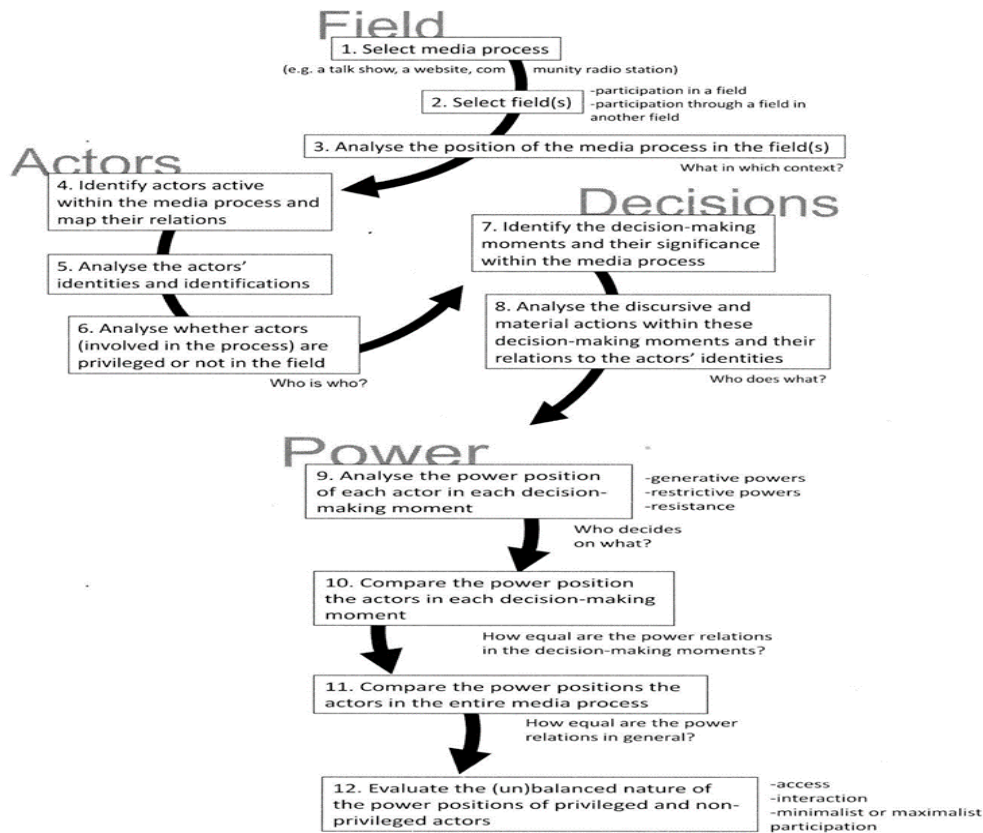 Field
1. Select media process
(e.g. a talk show, a website, com munity radio station)
2. Select field(s)
-participation in a field
-participation through a field in
another field
3. Analyse the position of the media process in the field(s)
What in which context?
Actors
4. Identify actors active
within the media process and
map their relations
5. Analyse the actors’
identities and identifications
6. Analyse whether actors
(involved in the process) are
privileged or not in the field
Who is who?
Decisions
7. Identify the decision-making
moments and their significance
within the media process
8. Analyse the discursive and
material actions within these
decision-making moments and their
relations to the actors’ identities
Who does what?
Power
9. Analyse the power position
of each actor in each decision-
making moment
-generative powers
-restrictive powers
-resistance
Who decides
on what?
10. Compare the power position
the actors in each decision-making
moment
How equal are the power relations
in the decision-making moments?
11. Compare the power positions the
actors in the entire media process
How equal are the power
relations in general?
12. Evaluate the (un)balanced nature of
the power positions of privileged and non-
privileged actors
-access
-interaction
-minimalist or maximalist
participation